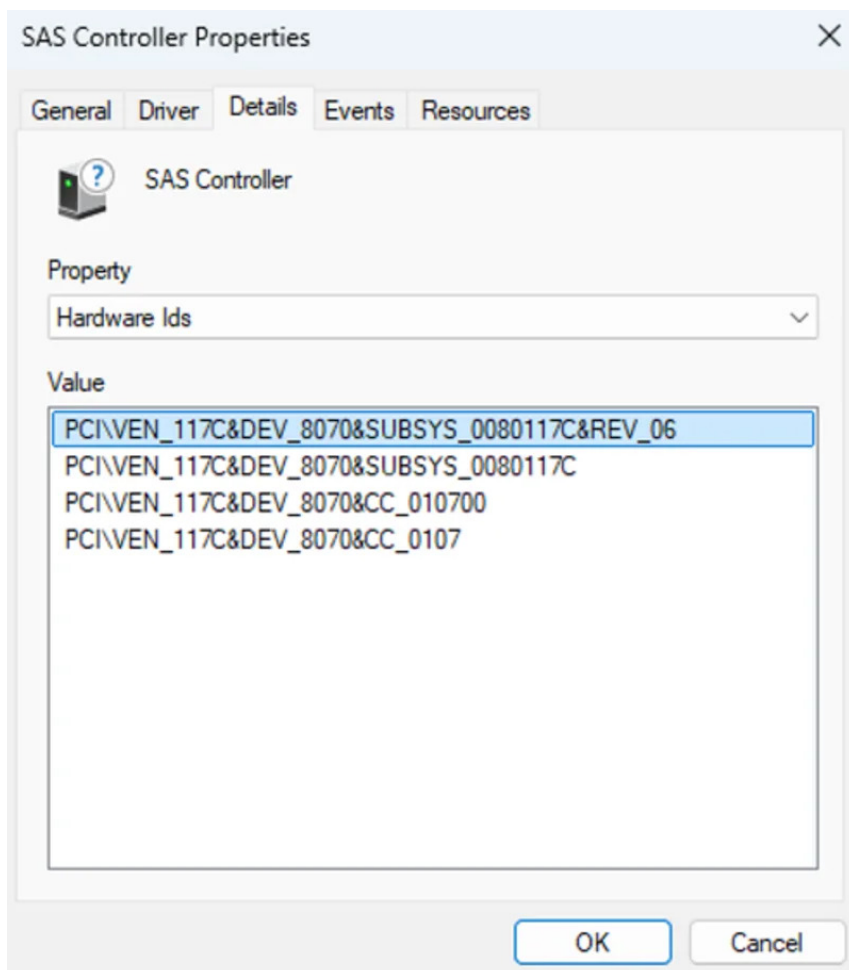 SAS Controller Properties
General Driver Details Events Resources
SAS Controller
Property
Hardware Ids
Value
PCI\VEN_117C&DEV_8070&SUBSYS_0080117C&REV_06
PCI\VEN_117C&DEV_8070&SUBSYS_0080117C
PCI\VEN_117C&DEV_8070&CC_010700
PCI\VEN_117C&DEV_8070&CC_0107
OK Cancel